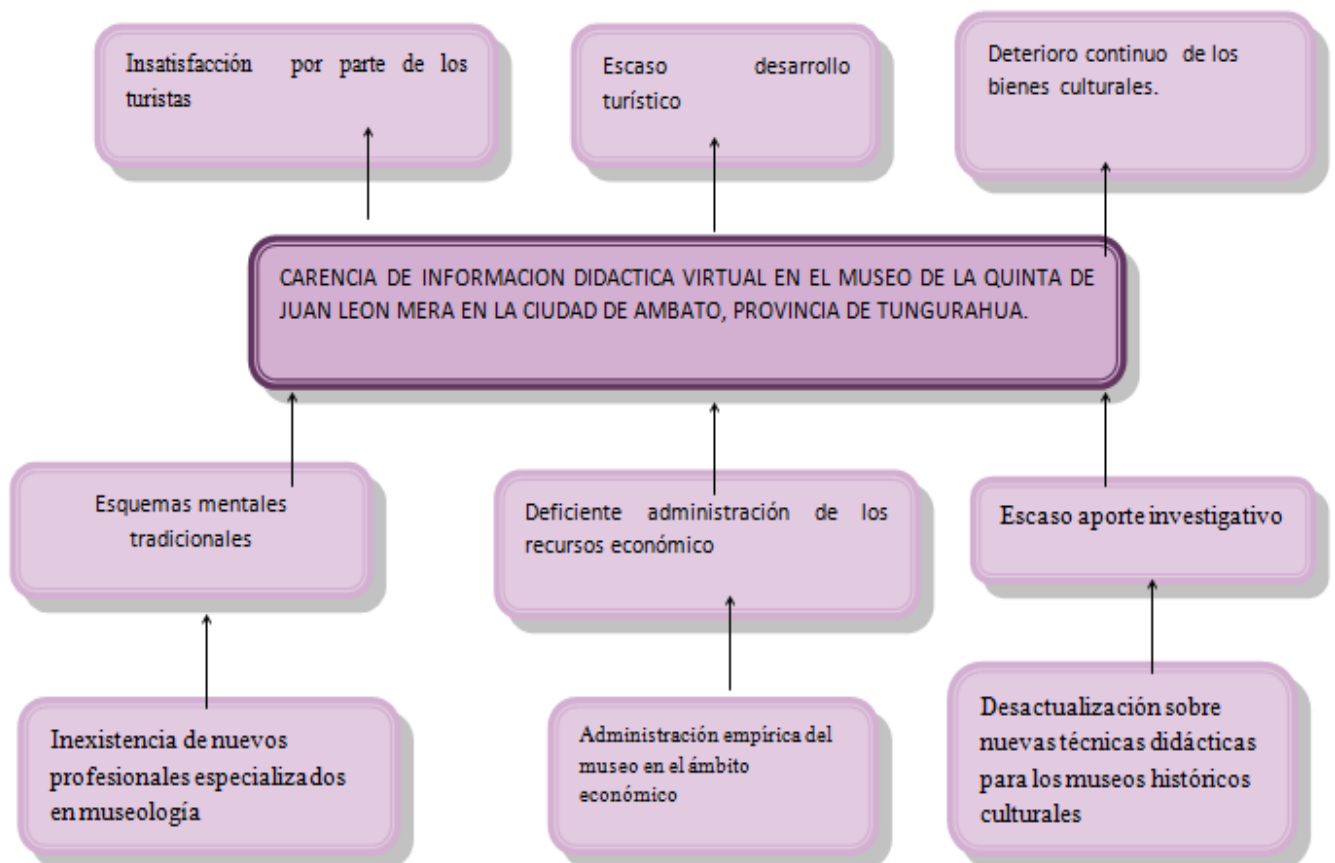 Insatisfacción por parte de los
turistas
Escaso desarrollo
turístico
Deterioro continuo de los
bienes culturales.
CARENCIA DE INFORMACION DIDACTICA VIRTUAL EN EL MUSEO DE LA QUINTA DE
JUAN LEON MERA EN LA CIUDAD DE AMBATO, PROVINCIA DE TUNGURAHUA.
Esquemas mentales
tradicionales
Deficiente administración de los
recursos económico
Escaso aporte investigativo
Inexistencia de nuevos
profesionales especializados
en museología
Administración empírica del
museo en el ámbito
económico
Desactualización sobre
nuevas técnicas didácticas
para los museos históricos
culturales